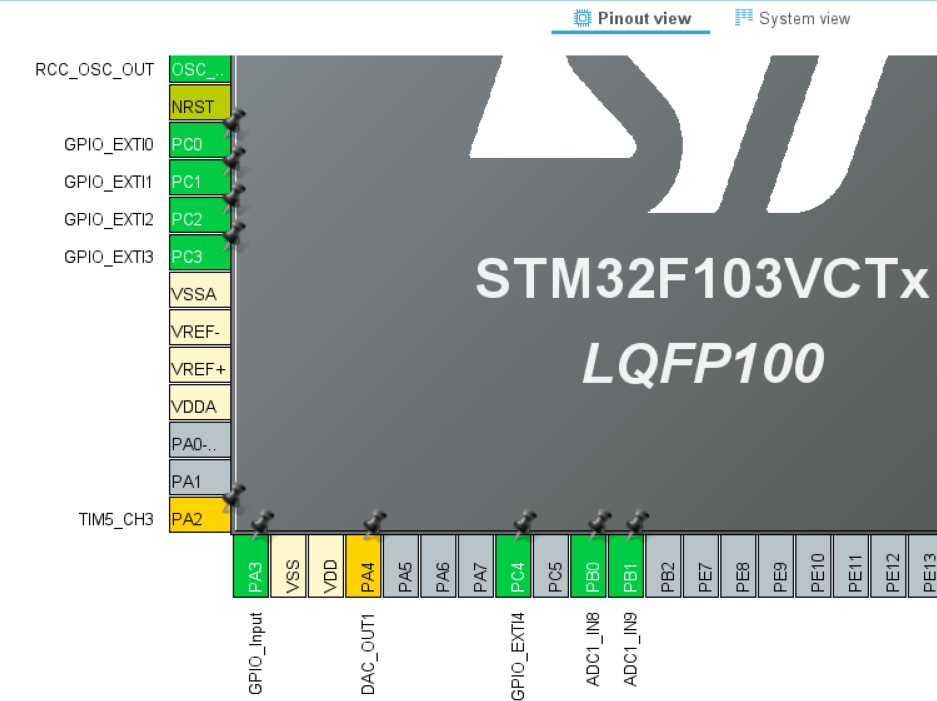 Pinout view
System view
RCC_OSC_OUT OSC_..
NRST
GPIO_EXTI0 PC0
GPIO_EXTI1 PC1
GPIO_EXTI2 PC2
GPIO_EXTI3 PC3
VSSA
VREF-
VREF+
VDDA
PA0-..
PA1
TIM5_CH3 PA2
STM32F103VCTx
LQFP100
PA3
VSS
VDD
PA4
PA5
PA6
PA7
PC4
PC5
PB0
PB1
PB2
PE7
PE8
PE9
PE10
PE11
PE12
PE13
GPIO_Input
DAC_OUT1
GPIO_EXTI4
ADC1_IN8
ADC1_IN9